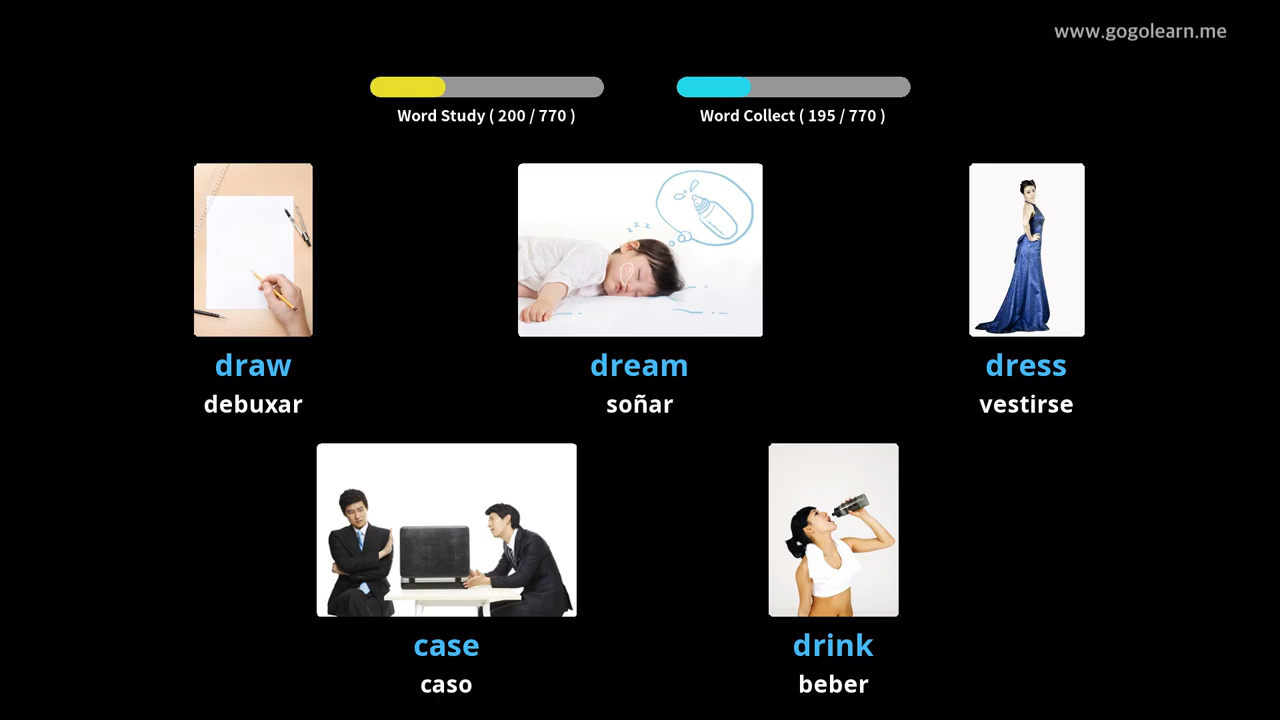 www.gogolearn.me
Word Study ( 200 / 770 )
Word Collect ( 195 / 770 )
draw
debuxar
dream
soñar
dress
vestirse
case
caso
drink
beber